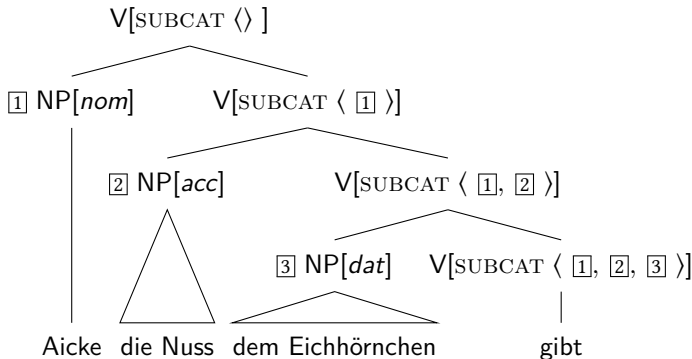 V[SUBCAT ⟨⟩ ]
1 NP[nom] V[SUBCAT ⟨ 1 ⟩]
2 NP[acc] V[SUBCAT ⟨ 1, 2 ⟩]
3 NP[dat] V[SUBCAT ⟨ 1, 2, 3 ⟩]
Aicke die Nuss dem Eichhörnchen gibt